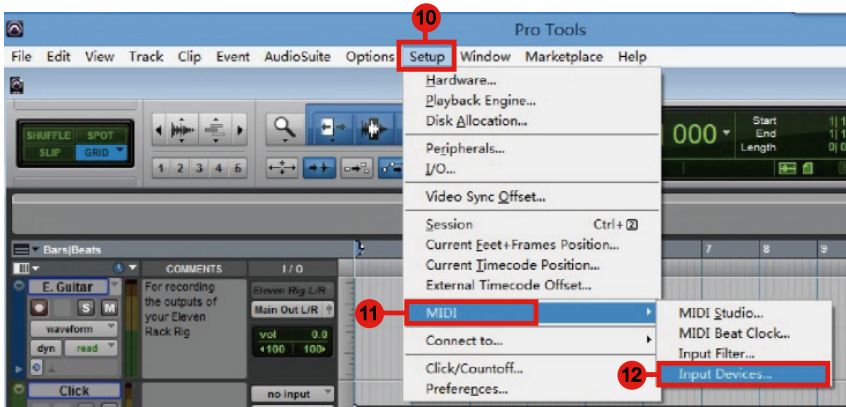 10
Pro Tools
File Edit View Track Clip Event AudioSuite Options Setup Window Marketplace Help
Hardware...
Playback Engine...
Disk Allocation...
Peripherals...
I/O...
Video Sync Offset...
Session Ctrl+2
Current Feet+Frames Position...
Current Timecode Position...
External Timecode Offset...
MIDI
Connect to...
Click/Countoff...
Preferences...
11
MIDI Studio...
MIDI Beat Clock...
Input Filter...
Input Devices...
12
SHUFFLE SPOT
SLIP GRID
1 2 3 4 5
000
Start
End
Length
Bars|Beats
7 8 9
COMMENTS I / O
E. Guitar
S M
waveform
dyn read
For recording
the outputs of
your Eleven
Rack Rig
Eleven Rig L/R
Main Out L/R
vol 0.0
100 100
Click
no input